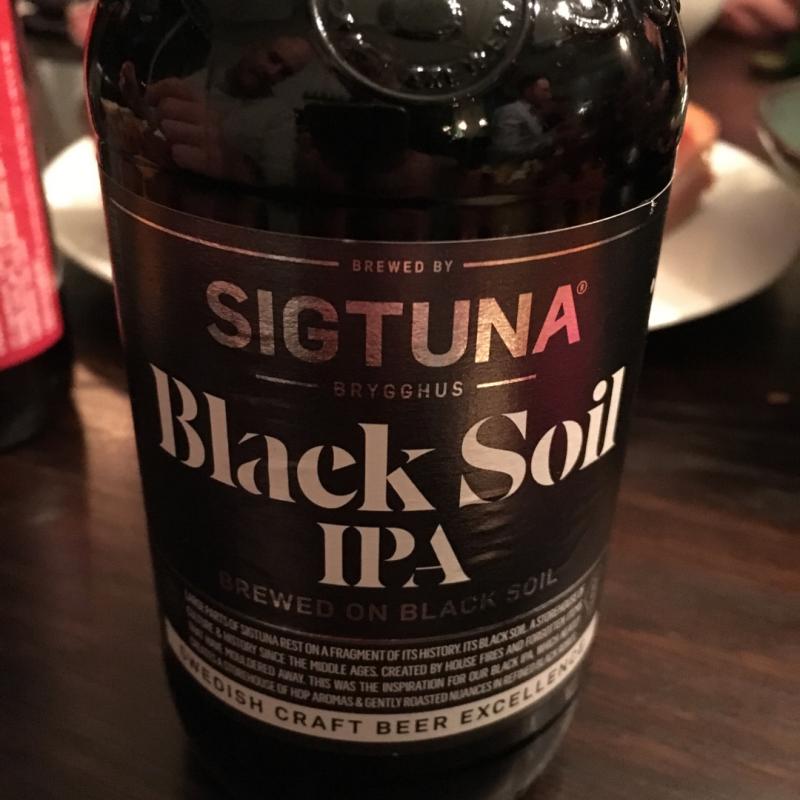 BREWED BY
SIGTUNA®
BRYGGHUS
Black Soil
IPA
BREWED ON BLACK SOIL
LARGE PARTS OF SIGTUNA REST ON A FRAGMENT OF ITS HISTORY. ITS BLACK SOIL. A STOREHOUSE OF
CULTURE & HISTORY SINCE THE MIDDLE AGES. CREATED BY HOUSE FIRES AND FORGOTTEN
THAT HAVE MOULDERED AWAY. THIS WAS THE INSPIRATION FOR OUR BLACK IPA, WHICH
A STOREHOUSE OF HOP AROMAS & GENTLY ROASTED NUANCES IN REFINED BLACK
SWEDISH CRAFT BEER EXCELLENCE